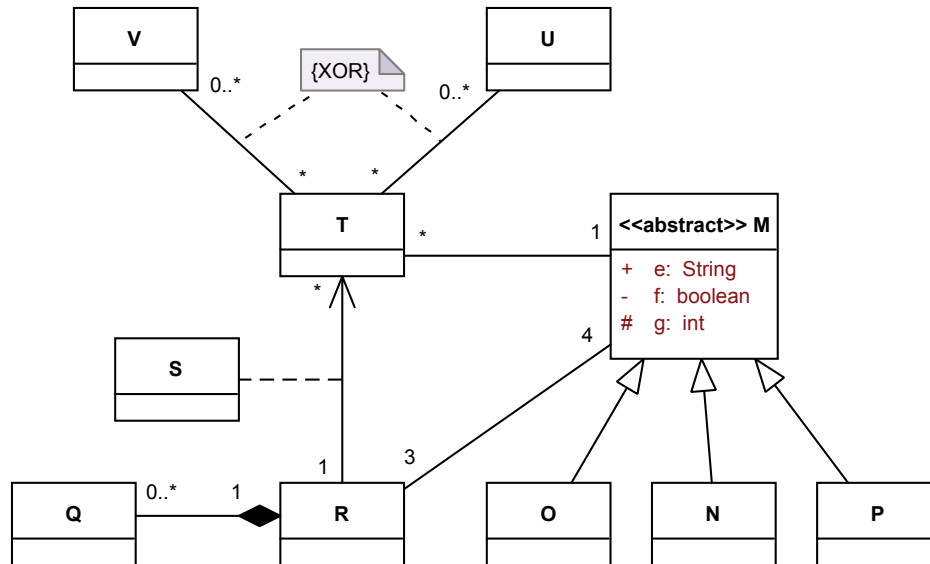 V
U
{XOR}
0..*
0..*
*
*
T
<<abstract>> M
*
1
+ e: String
- f: boolean
# g: int
*
4
S
3
1
0..*
1
Q
R
O
N
P